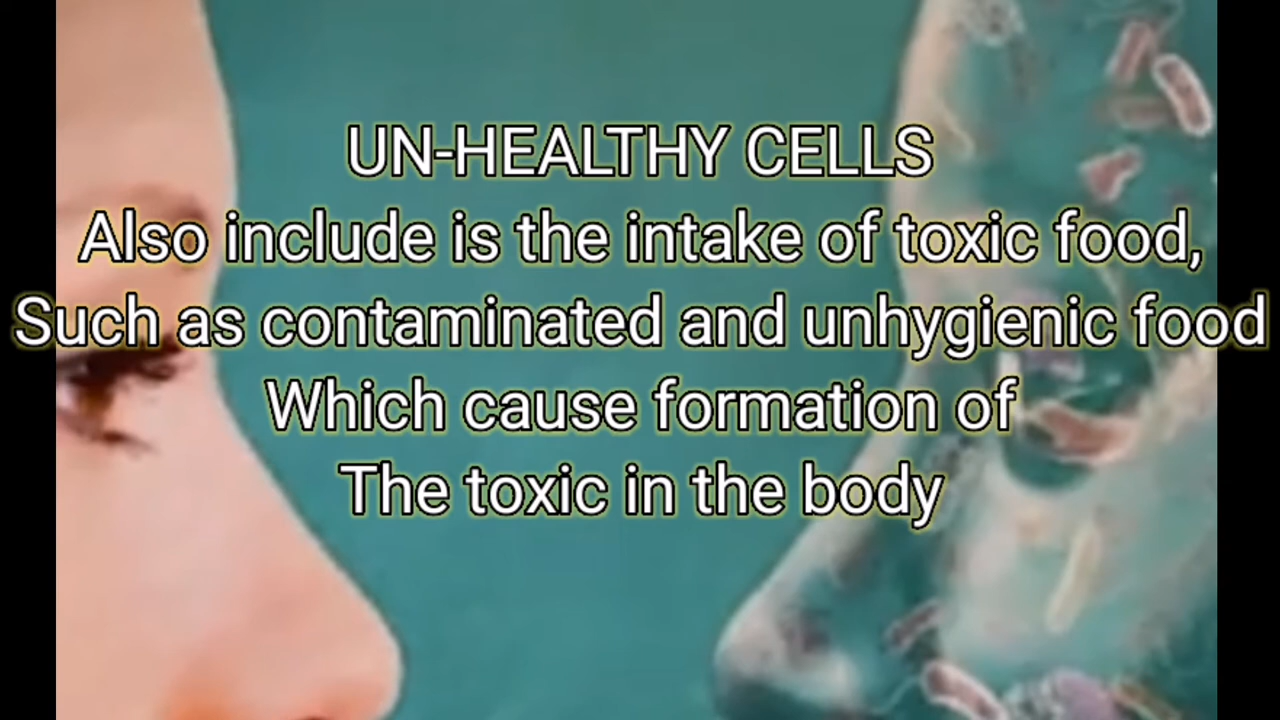 UN-HEALTHY CELLS
Also include is the intake of toxic food,
Such as contaminated and unhygienic food
Which cause formation of
The toxic in the body